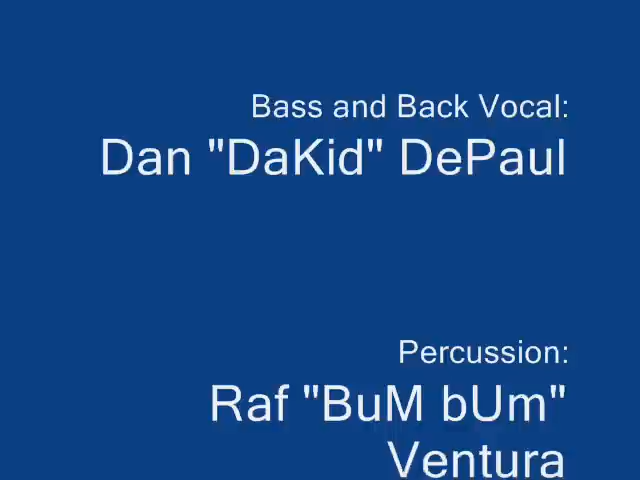 Bass and Back Vocal:
Dan "DaKid" DePaul
Percussion:
Raf "BuM bUm"
Ventura